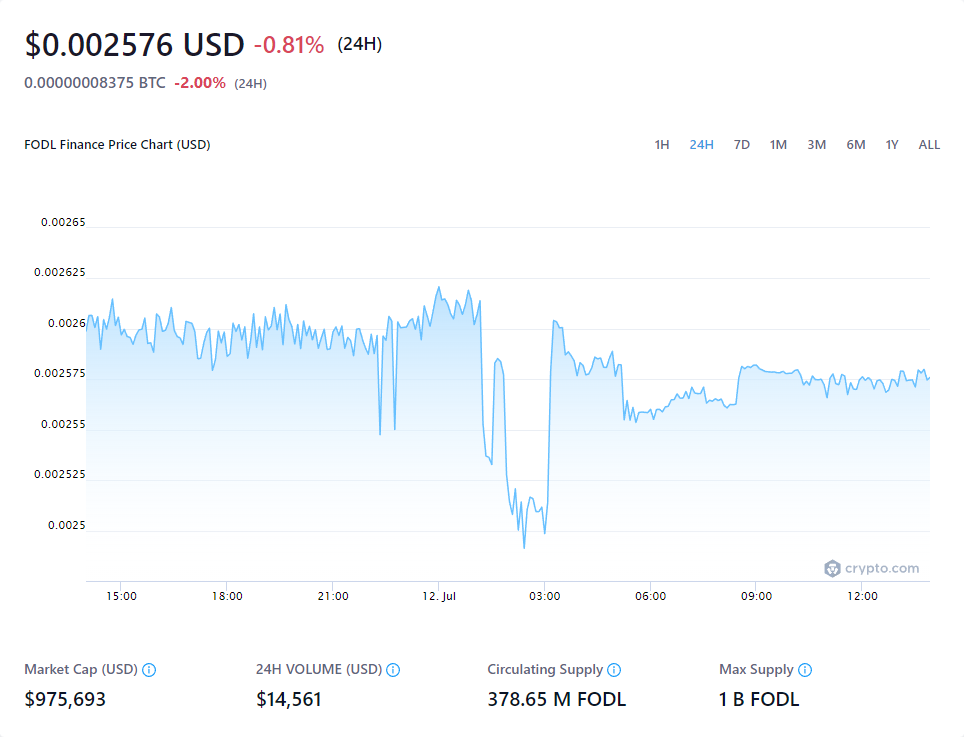 $0.002576 USD -0.81% (24H)
0.00000008375 BTC -2.00% (24H)
FODL Finance Price Chart (USD)
1H 24H 7D 1M 3M 6M 1Y ALL
0.00265
0.002625
0.0026
0.002575
0.00255
0.002525
0.0025
crypto.com
15:00 18:00 21:00 12. Jul 03:00 06:00 09:00 12:00
Market Cap (USD) 24H VOLUME (USD) Circulating Supply Max Supply
$975,693 $14,561 378.65 M FODL 1 B FODL